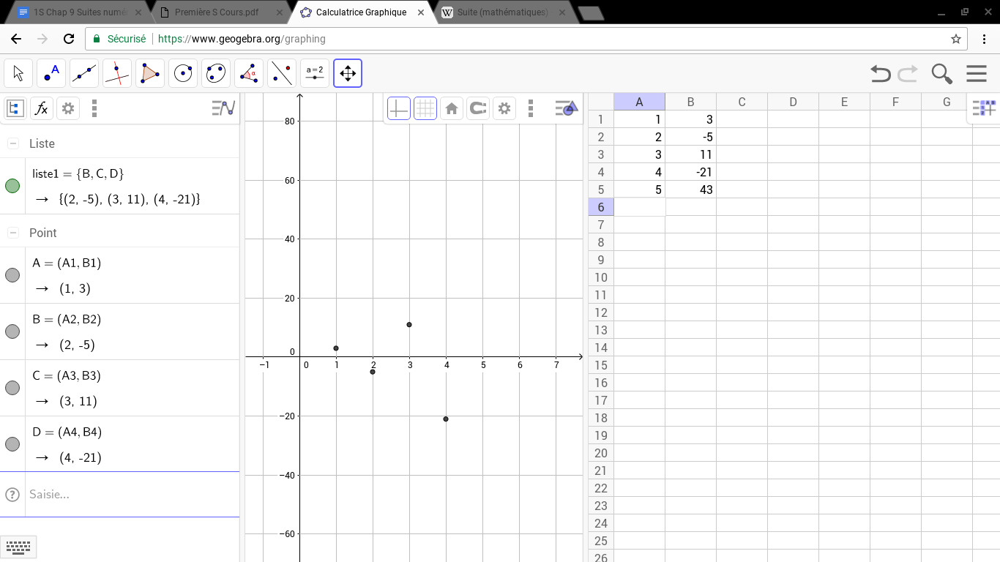 1S Chap 9 Suites numé
Première S Cours.pdf
Calculatrice Graphique
Suite (mathématiques)
Sécurisé
https://www.geogebra.org/graphing
A
α
a=2
fx
Liste
liste1 = {B, C, D}
→ {(2, -5), (3, 11), (4, -21)}
Point
A = (A1, B1)
→ (1, 3)
B = (A2, B2)
→ (2, -5)
C = (A3, B3)
→ (3, 11)
D = (A4, B4)
→ (4, -21)
Saisie...
80
60
40
20
0
−1 0 1 2 3 4 5 6 7
−20
−40
−60
A B C D E F G
1 1 3
2 2 -5
3 3 11
4 4 -21
5 5 43
6
7
8
9
10
11
12
13
14
15
16
17
18
19
20
21
22
23
24
25
26